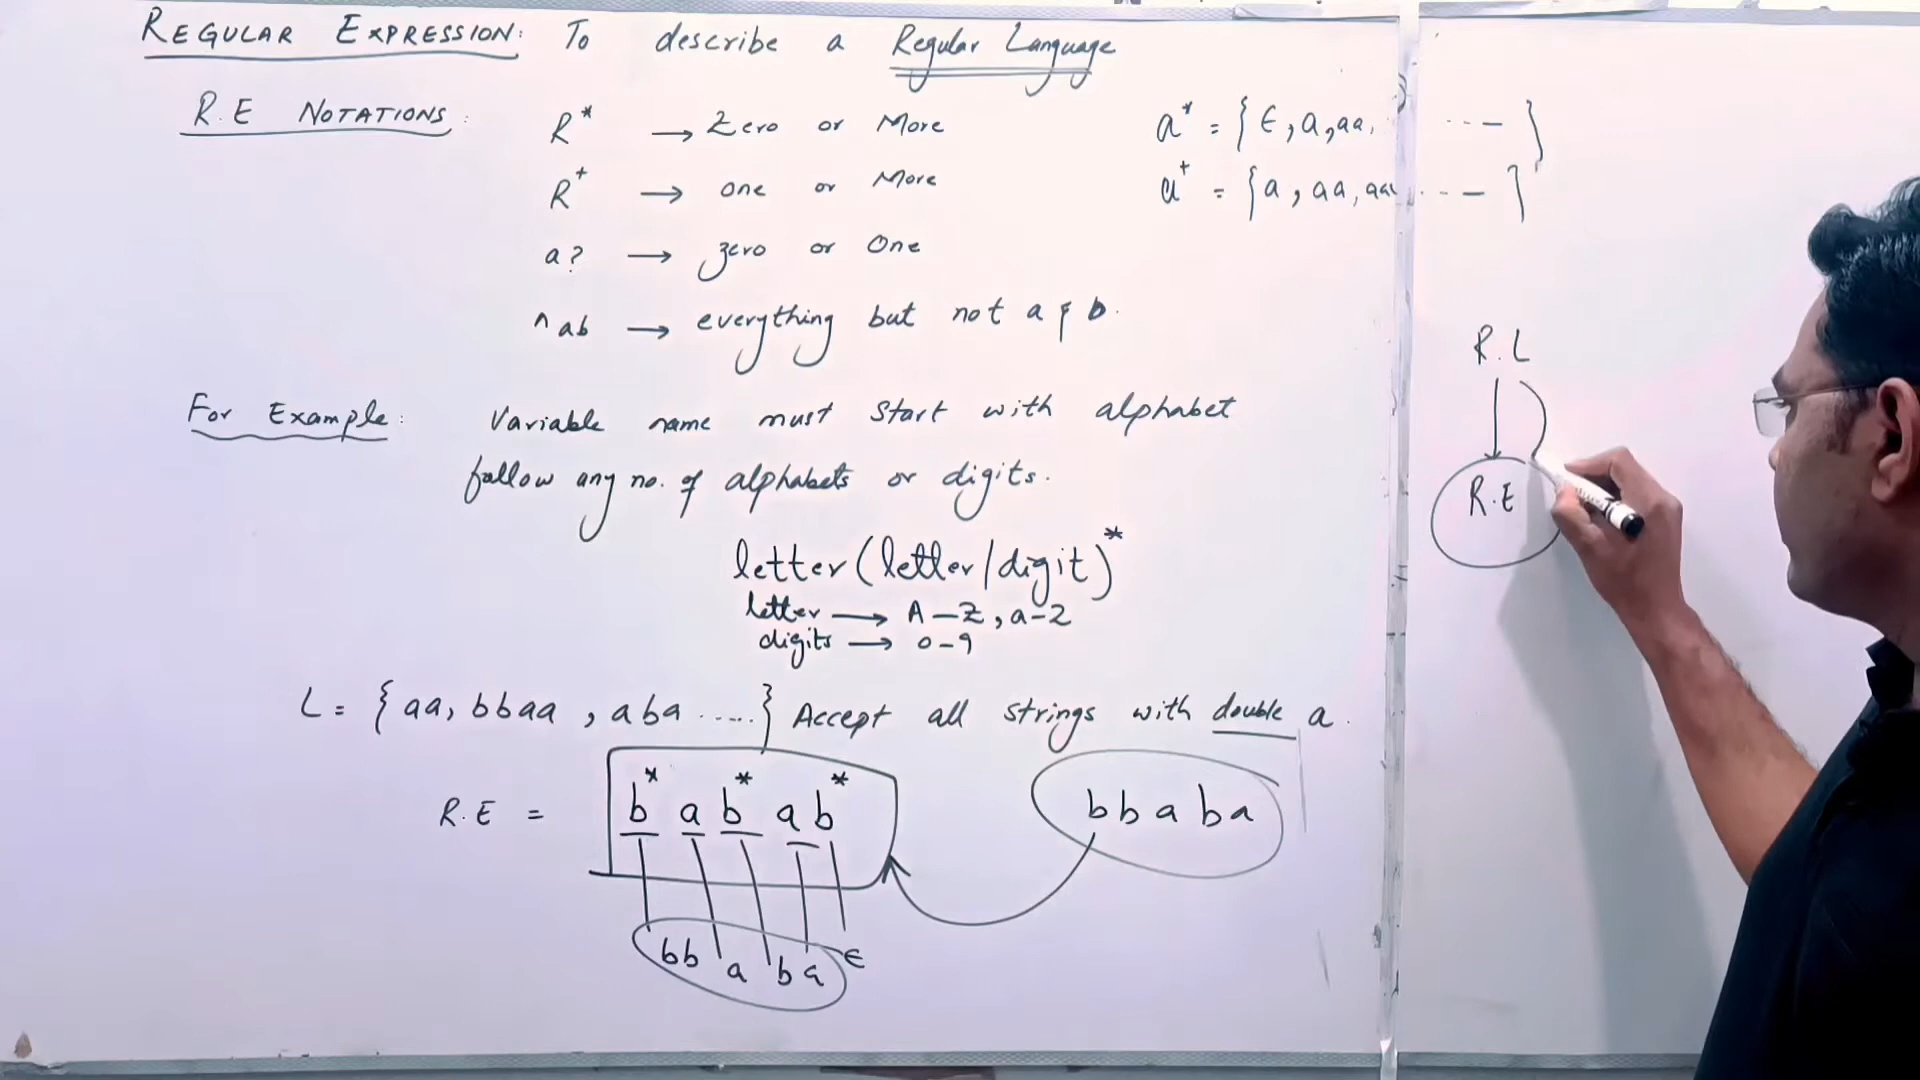 REGULAR EXPRESSION: To describe a Regular Language
R.E NOTATIONS:
R* → Zero or More
a* = {ε, a, aa, ...... }
R+ → one or More
a+ = {a, aa, aaa ..... }
a? → zero or One
^ab → everything but not a & b.
For Example: Variable name must start with alphabet
follow any no. of alphabets or digits.
letter(letter/digit)*
letter → A-Z, a-z
digits → 0-9
L = {aa, bbaa, aba .....} Accept all strings with double a.
R.E = b* a b* a b*
bbaba
bb a b a ε
R.L
R.E